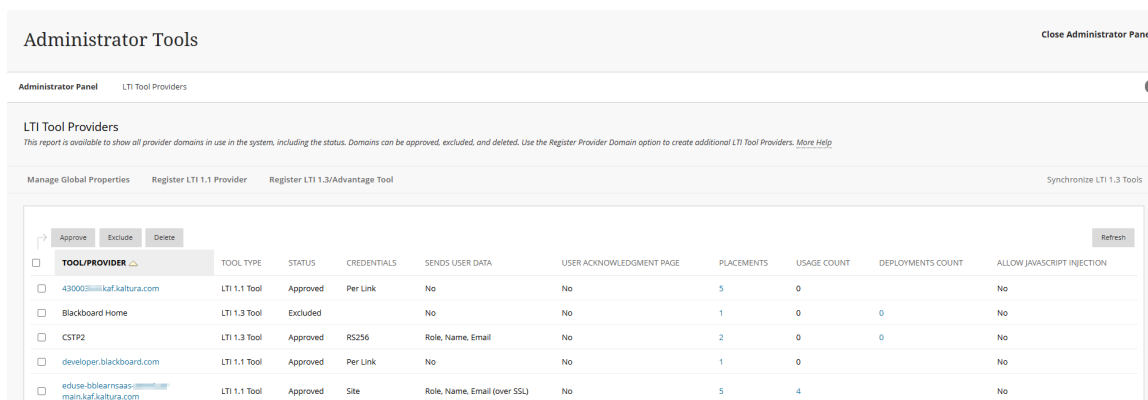 Administrator Tools
Close Administrator Pane
Administrator Panel LTI Tool Providers
LTI Tool Providers
This report is available to show all provider domains in use in the system, including the status. Domains can be approved, excluded, and deleted. Use the Register Provider Domain option to create additional LTI Tool Providers. More Help
Manage Global Properties Register LTI 1.1 Provider Register LTI 1.3/Advantage Tool Synchronize LTI 1.3 Tools
Approve Exclude Delete Refresh
TOOL/PROVIDER TOOL TYPE STATUS CREDENTIALS SENDS USER DATA USER ACKNOWLEDGMENT PAGE PLACEMENTS USAGE COUNT DEPLOYMENTS COUNT ALLOW JAVASCRIPT INJECTION
430003 kaf.kaltura.com LTI 1.1 Tool Approved Per Link No No 5 0 No
Blackboard Home LTI 1.3 Tool Excluded No No 1 0 0 No
CSTP2 LTI 1.3 Tool Approved RS256 Role, Name, Email No 2 0 0 No
developer.blackboard.com LTI 1.1 Tool Approved Per Link No No 1 0 No
eduse-bblearnsaas-
main.kaf.kaltura.com LTI 1.1 Tool Approved Site Role, Name, Email (over SSL) No 5 4 No